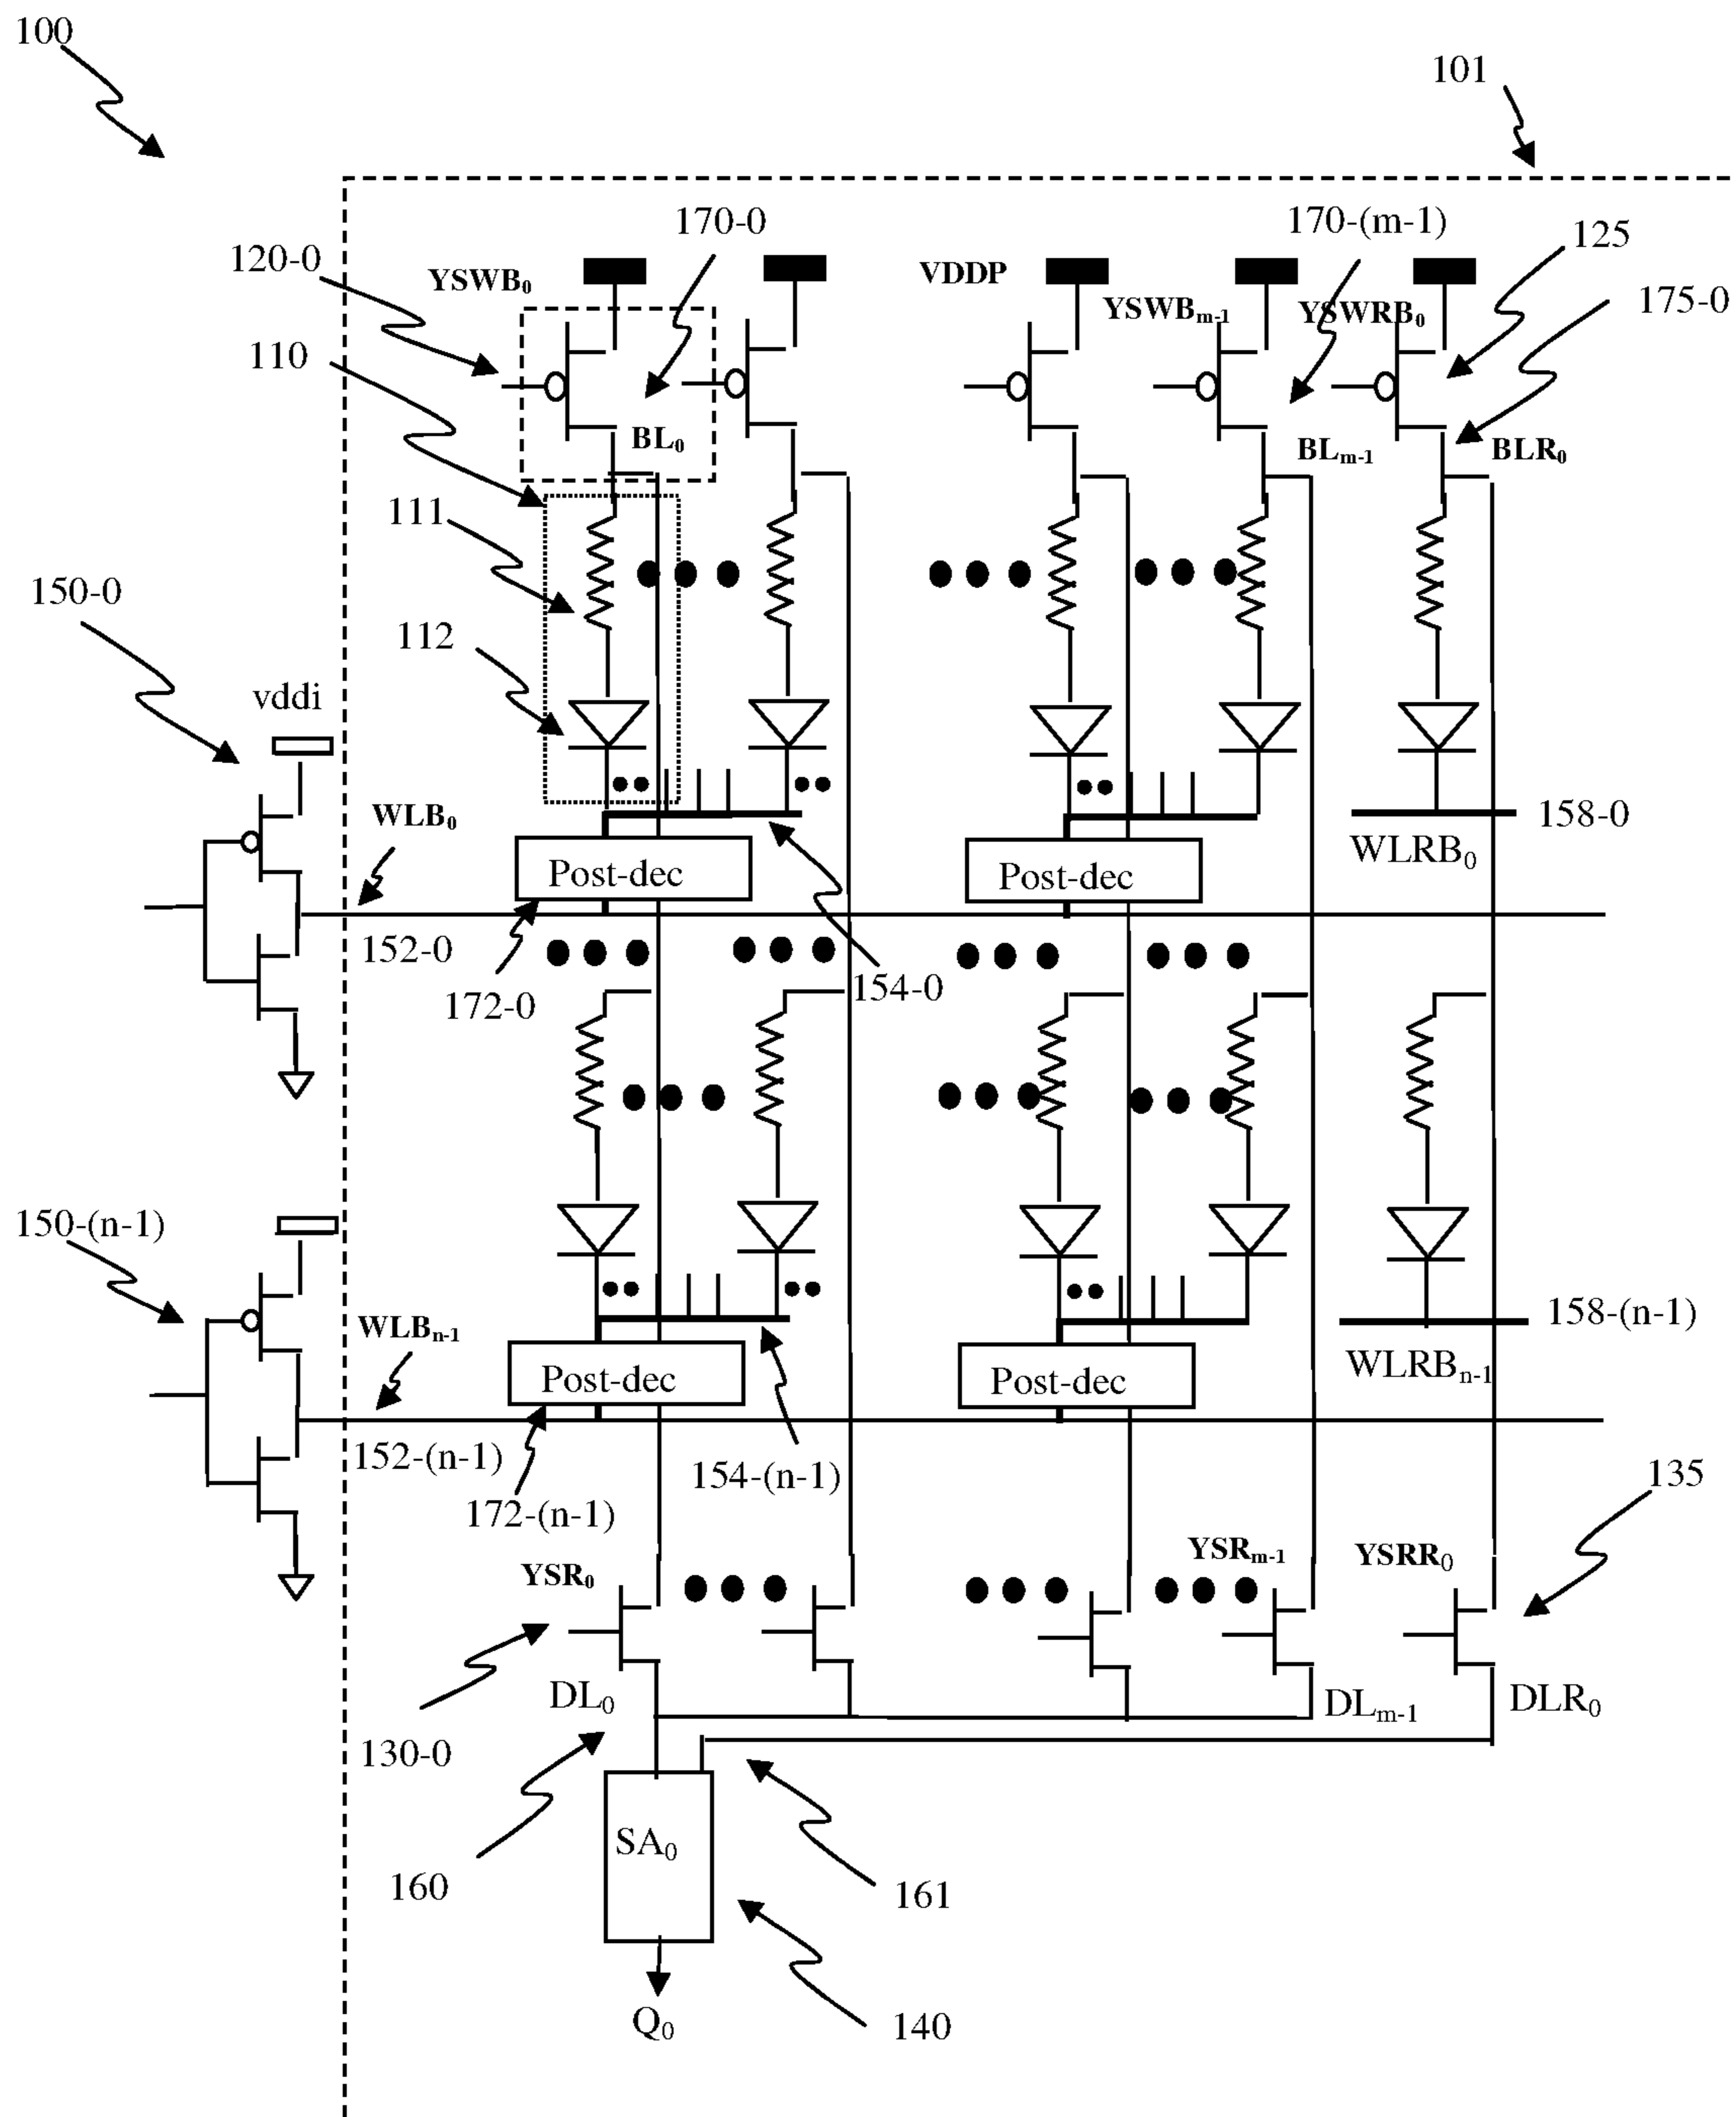 100
101
170-0
170-(m-1)
125
120-0
YSWB₀
VDDP
YSWBₘ₋₁
YSWRB₀
175-0
110
BL₀
BLₘ₋₁
BLR₀
111
150-0
112
vddi
WLB₀
158-0
WLRB₀
Post-dec
Post-dec
152-0
172-0
154-0
150-(n-1)
WLBₙ₋₁
158-(n-1)
WLRBₙ₋₁
Post-dec
Post-dec
152-(n-1)
154-(n-1)
135
172-(n-1)
YSR₀
YSRₘ₋₁
YSRR₀
DL₀
DLₘ₋₁
DLR₀
130-0
SA₀
160
161
Q₀
140